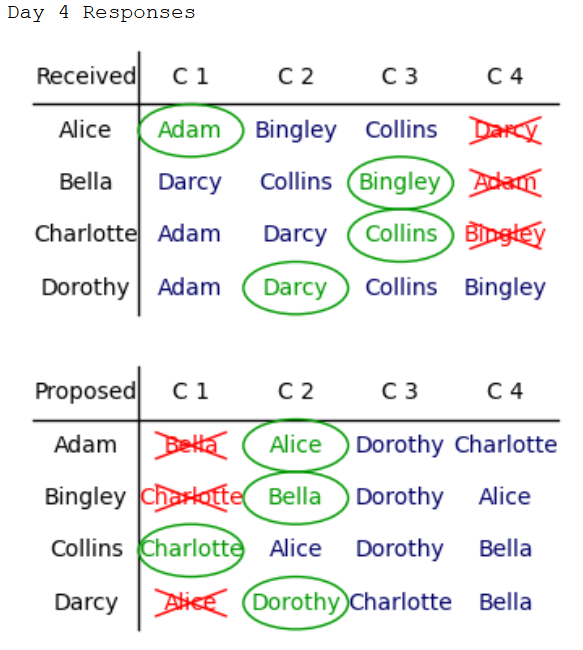 Day 4 Responses
Received C 1 C 2 C 3 C 4
Alice Adam Bingley Collins Darcy
Bella Darcy Collins Bingley Adam
Charlotte Adam Darcy Collins Bingley
Dorothy Adam Darcy Collins Bingley
Proposed C 1 C 2 C 3 C 4
Adam Bella Alice Dorothy Charlotte
Bingley Charlotte Bella Dorothy Alice
Collins Charlotte Alice Dorothy Bella
Darcy Alice Dorothy Charlotte Bella